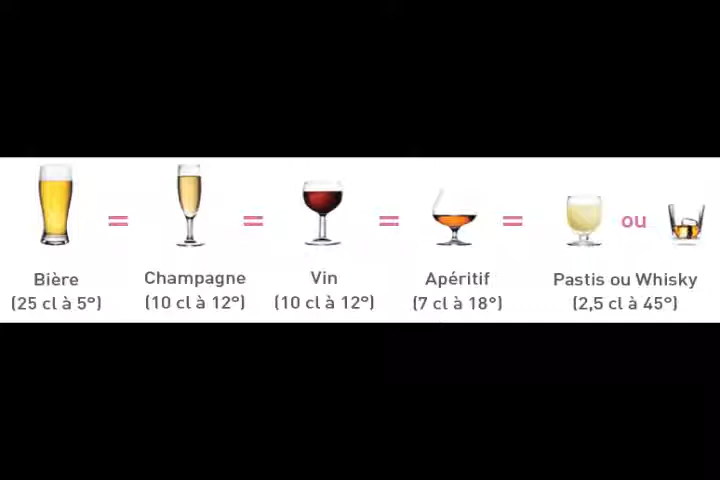 = = = = ou
Bière Champagne Vin Apéritif Pastis ou Whisky
(25 cl à 5°) (10 cl à 12°) (10 cl à 12°) (7 cl à 18°) (2,5 cl à 45°)